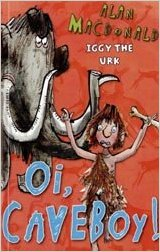 ALAN
MACDONALD
IGGY THE
URK
Oi,
CAVEBOY!